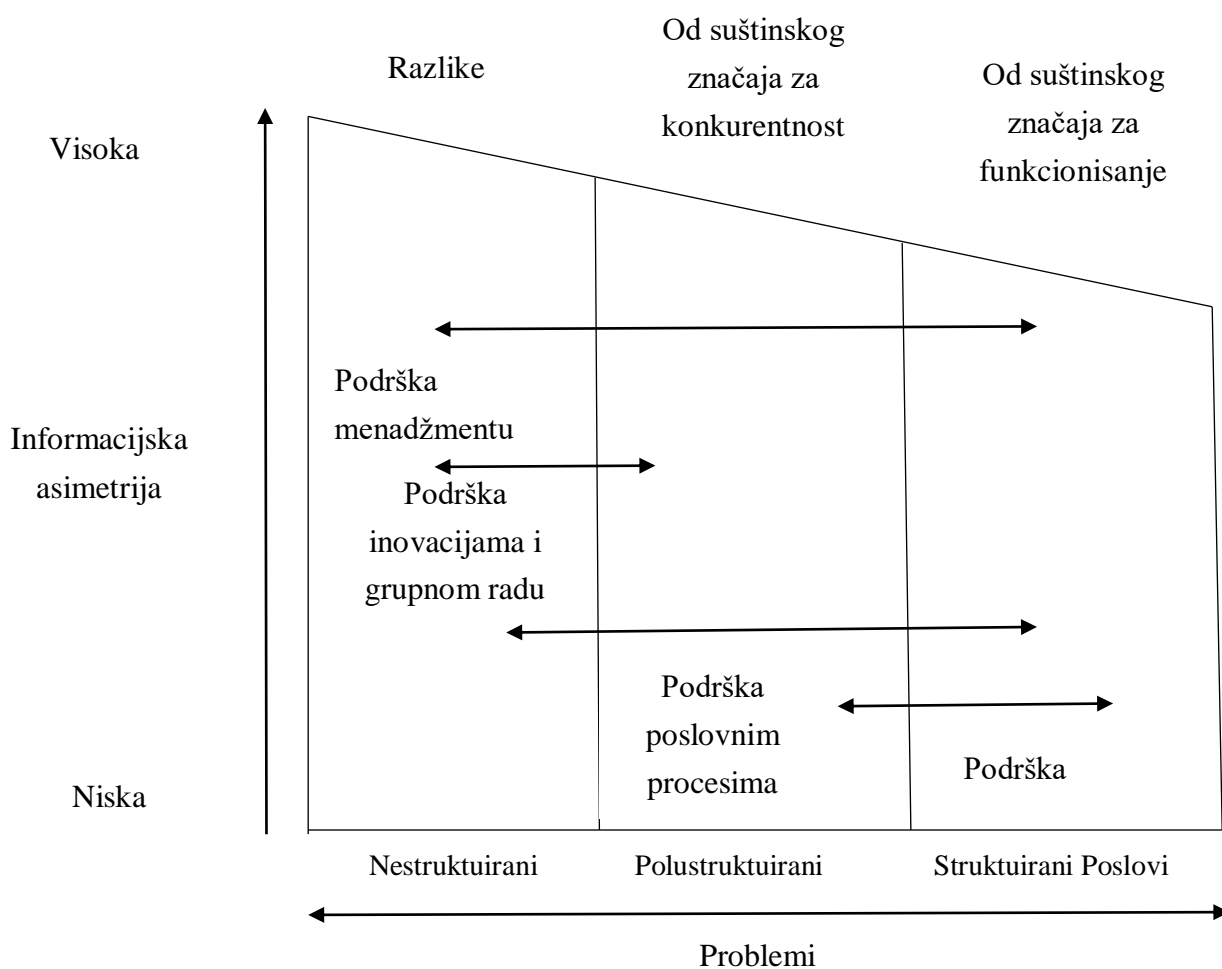 Razlike
Od suštinskog
značaja za
konkurentnost
Od suštinskog
značaja za
funkcionisanje
Visoka
Informacijska
asimetrija
Niska
Podrška
menadžmentu
Podrška
inovacijama i
grupnom radu
Podrška
poslovnim
procesima
Podrška
Nestruktuirani
Polustruktuirani
Struktuirani Poslovi
Problemi